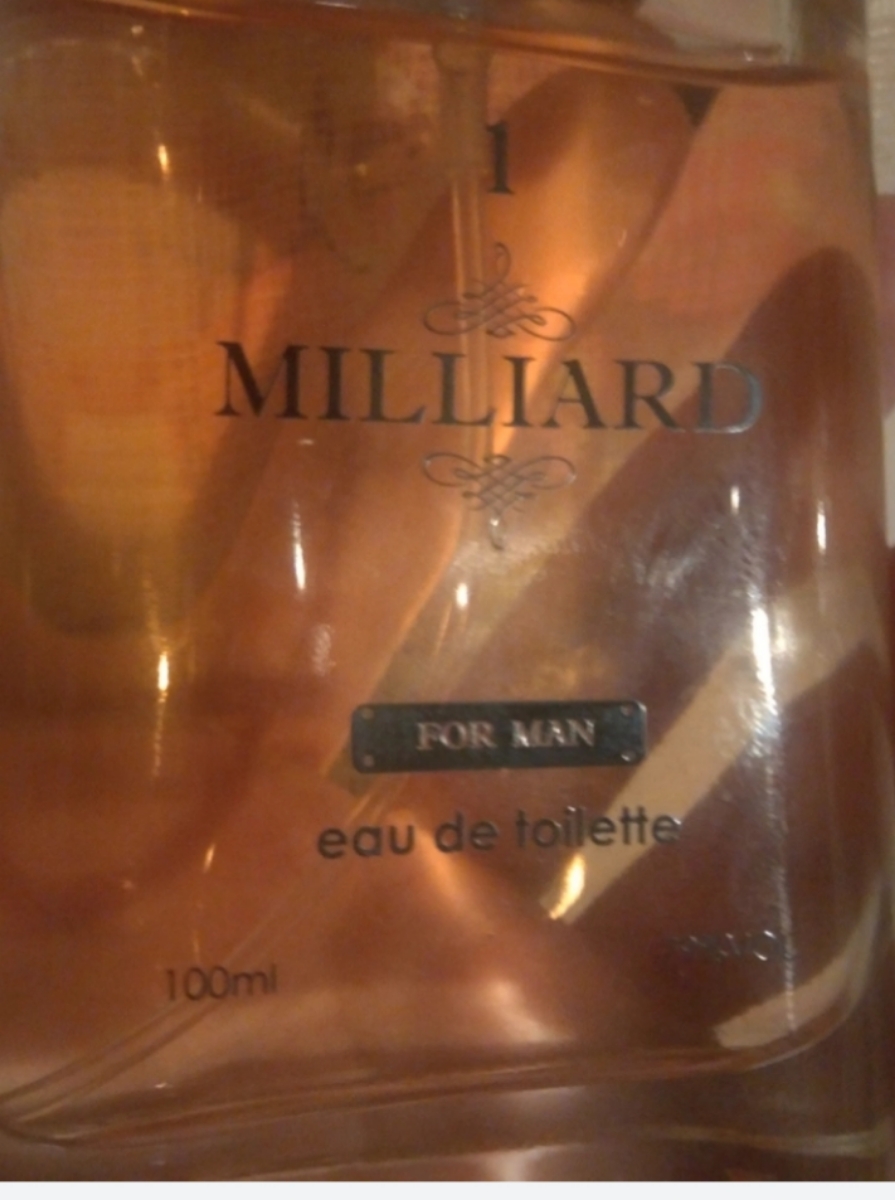 1
MILLIARD
FOR MAN
eau de toilette
100ml